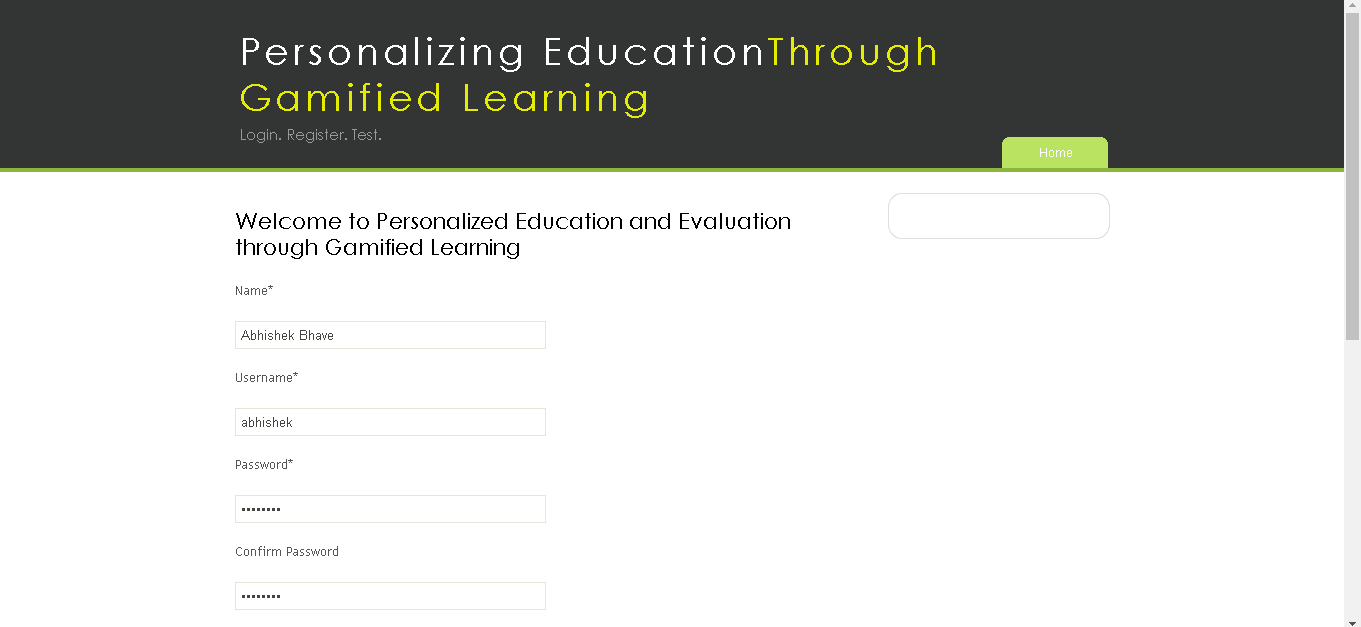 Personalizing EducationThrough
Gamified Learning
Login. Register. Test.
Home
Welcome to Personalized Education and Evaluation
through Gamified Learning
Name*
Abhishek Bhave
Username*
abhishek
Password*
••••••••
Confirm Password
••••••••